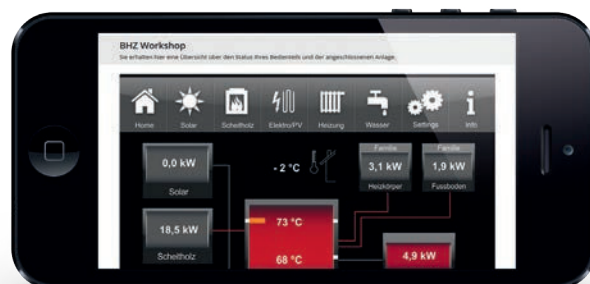 BHZ Workshop
Sie erhalten hier eine Übersicht über den Status Ihres Bedienteils und der angeschlossenen Anlage.
Home Solar Scheitholz Elektro/PV Heizung Wasser Settings Info
0,0 kW
Solar
- 2 °C
Familie
3,1 kW
Heizkörper
Familie
1,9 kW
Fussboden
18,5 kW
Scheitholz
73 °C
68 °C
4,9 kW